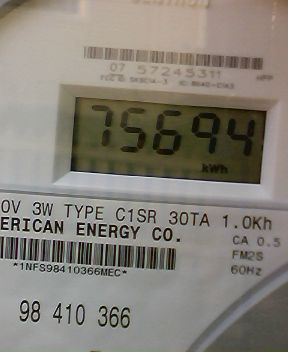 07 57245311
75694
kWh
0V 3W TYPE C1SR 30TA 1.0Kh
ERICAN ENERGY CO.
CA 0.5
FM2S
*1NFS98410366MEC*
60Hz
98 410 366